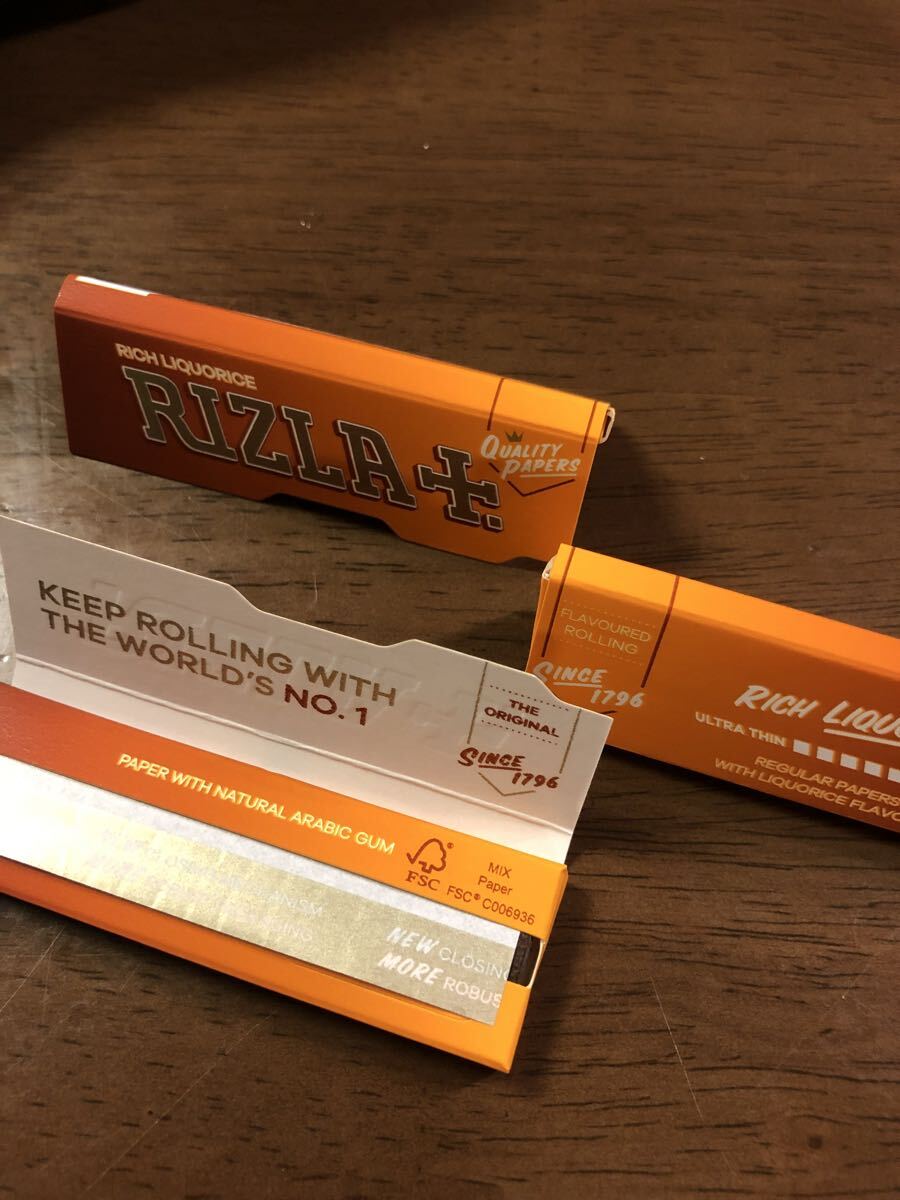 RICH LIQUORICE
RIZLA+.
QUALITY
PAPERS
KEEP ROLLING WITH
THE WORLD'S NO. 1
THE
ORIGINAL
SINCE
1796
PAPER WITH NATURAL ARABIC GUM
FSC®
MIX
Paper
FSC® C006936
NEW CLOSING
MORE ROBUS
FLAVOURED
ROLLING
SINCE
1796
RICH LIQUO
ULTRA THIN
REGULAR PAPERS
WITH LIQUORICE FLAVO